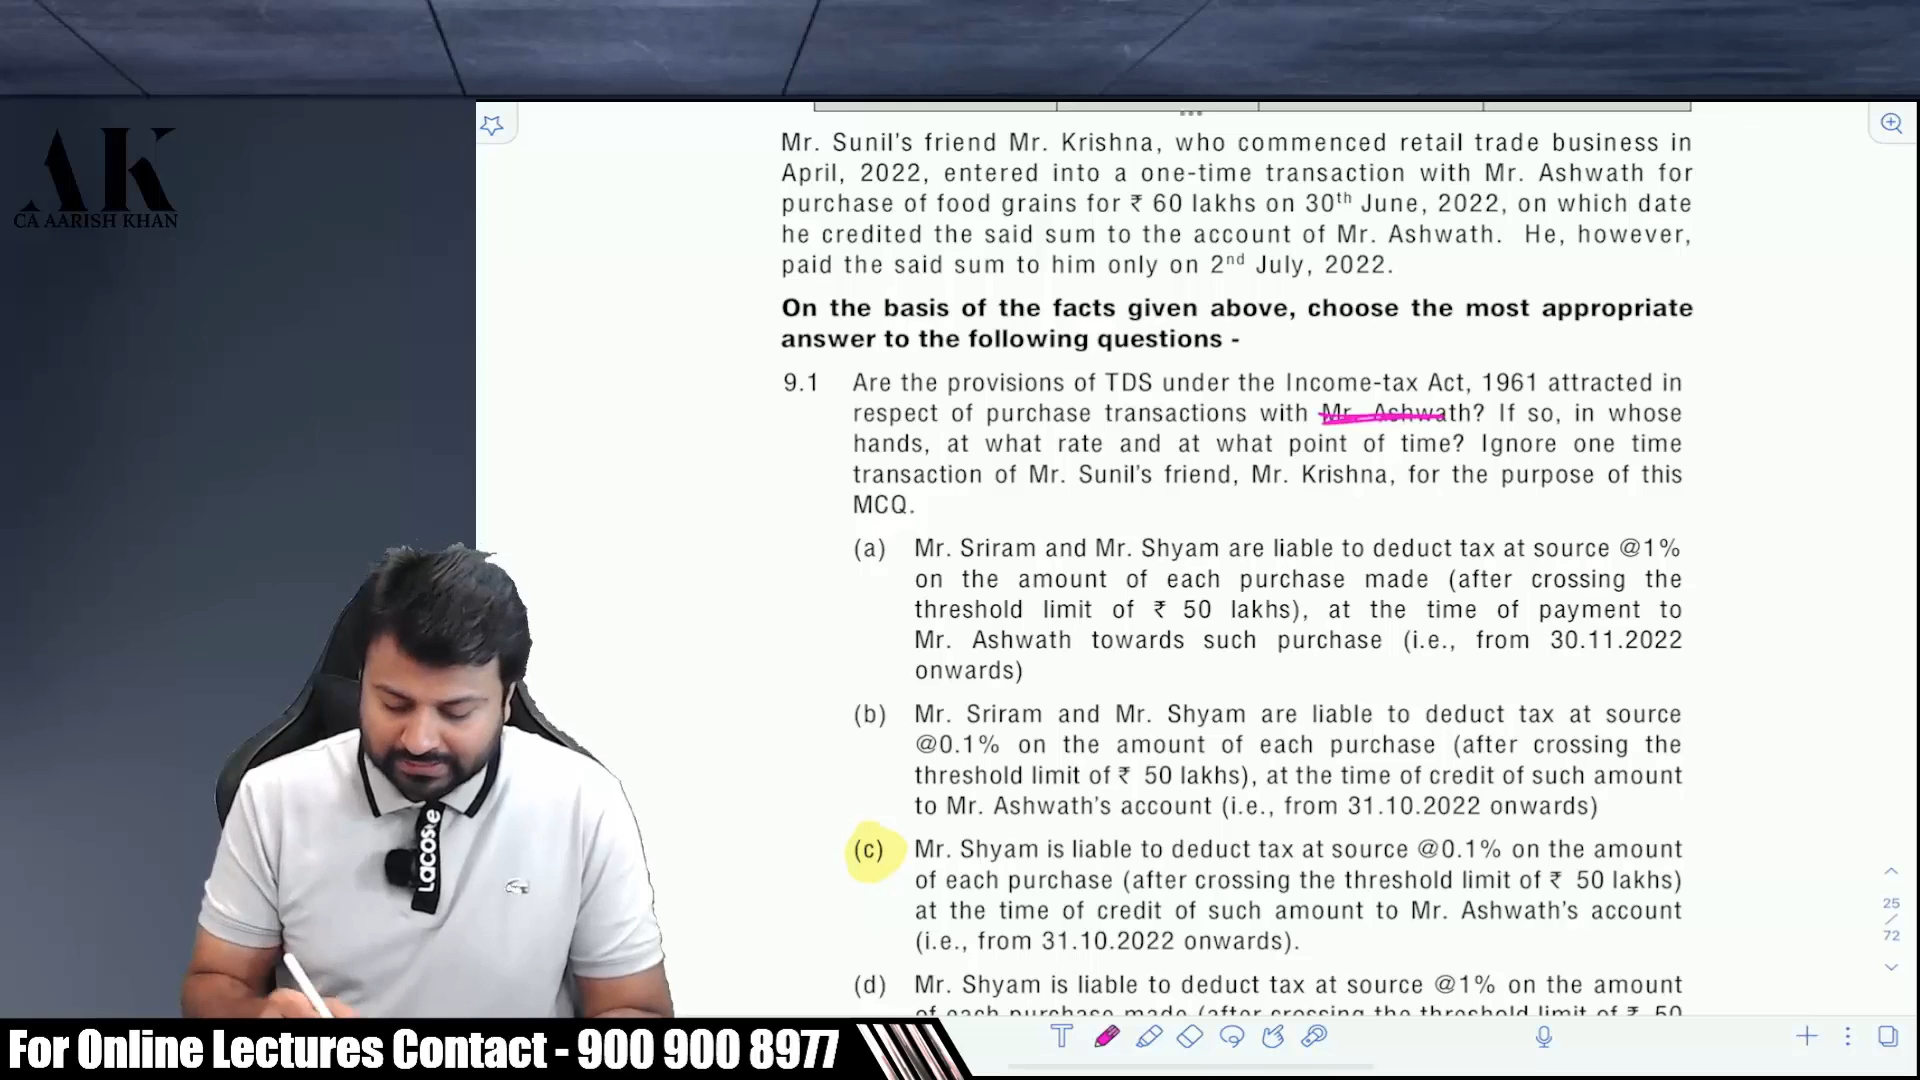 AK
CA AARISH KHAN
Mr. Sunil's friend Mr. Krishna, who commenced retail trade business in
April, 2022, entered into a one-time transaction with Mr. Ashwath for
purchase of food grains for ₹ 60 lakhs on 30th June, 2022, on which date
he credited the said sum to the account of Mr. Ashwath. He, however,
paid the said sum to him only on 2nd July, 2022.
On the basis of the facts given above, choose the most appropriate
answer to the following questions -
9.1 Are the provisions of TDS under the Income-tax Act, 1961 attracted in
respect of purchase transactions with Mr. Ashwath? If so, in whose
hands, at what rate and at what point of time? Ignore one time
transaction of Mr. Sunil's friend, Mr. Krishna, for the purpose of this
MCQ.
(a) Mr. Sriram and Mr. Shyam are liable to deduct tax at source @1%
on the amount of each purchase made (after crossing the
threshold limit of ₹ 50 lakhs), at the time of payment to
Mr. Ashwath towards such purchase (i.e., from 30.11.2022
onwards)
(b) Mr. Sriram and Mr. Shyam are liable to deduct tax at source
@0.1% on the amount of each purchase (after crossing the
threshold limit of ₹ 50 lakhs), at the time of credit of such amount
to Mr. Ashwath's account (i.e., from 31.10.2022 onwards)
(c) Mr. Shyam is liable to deduct tax at source @0.1% on the amount
of each purchase (after crossing the threshold limit of ₹ 50 lakhs)
at the time of credit of such amount to Mr. Ashwath's account
(i.e., from 31.10.2022 onwards).
(d) Mr. Shyam is liable to deduct tax at source @1% on the amount
of each purchase made (after crossing the threshold limit of ₹ 50
25
/
72
LACOSTE
For Online Lectures Contact - 900 900 8977